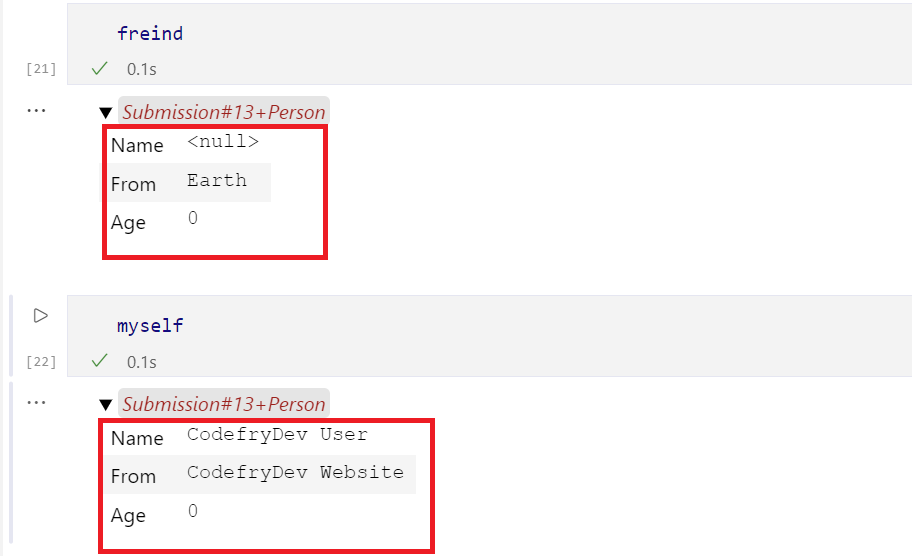 freind
[21] 0.1s
... Submission#13+Person
Name <null>
From Earth
Age 0
myself
[22] 0.1s
... Submission#13+Person
Name CodefryDev User
From CodefryDev Website
Age 0